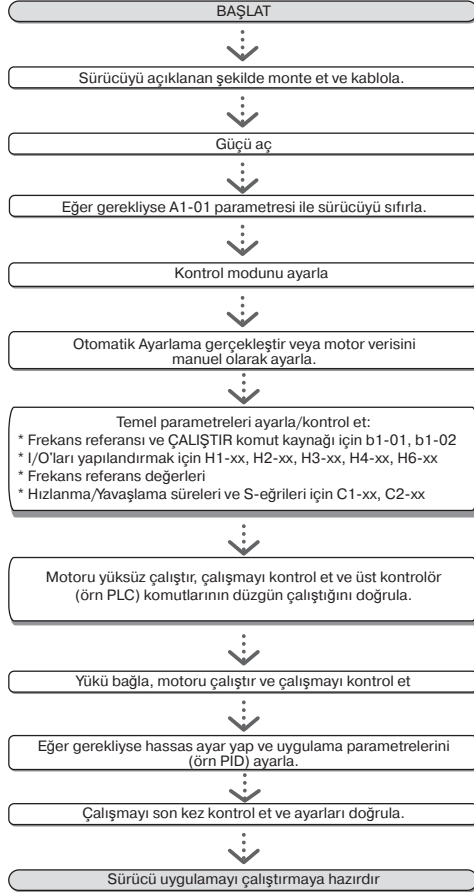 BAŞLAT
Sürücüyü açıklanan şekilde monte et ve kablola.
Güçü aç
Eğer gerekliyse A1-01 parametresi ile sürücüyü sıfırla.
Kontrol modunu ayarla
Otomatik Ayarlama gerçekleştir veya motor verisini
manuel olarak ayarla.
Temel parametreleri ayarla/kontrol et:
* Frekans referansı ve ÇALIŞTIR komut kaynağı için b1-01, b1-02
* I/O'ları yapılandırmak için H1-xx, H2-xx, H3-xx, H4-xx, H6-xx
* Frekans referans değerleri
* Hızlanma/Yavaşlama süreleri ve S-eğrileri için C1-xx, C2-xx
Motoru yüksüz çalıştır, çalışmayı kontrol et ve üst kontrolör
(örn PLC) komutlarının düzgün çalıştığını doğrula.
Yükü bağla, motoru çalıştır ve çalışmayı kontrol et
Eğer gerekliyse hassas ayar yap ve uygulama parametrelerini
(örn PID) ayarla.
Çalışmayı son kez kontrol et ve ayarları doğrula.
Sürücü uygulamayı çalıştırmaya hazırdır